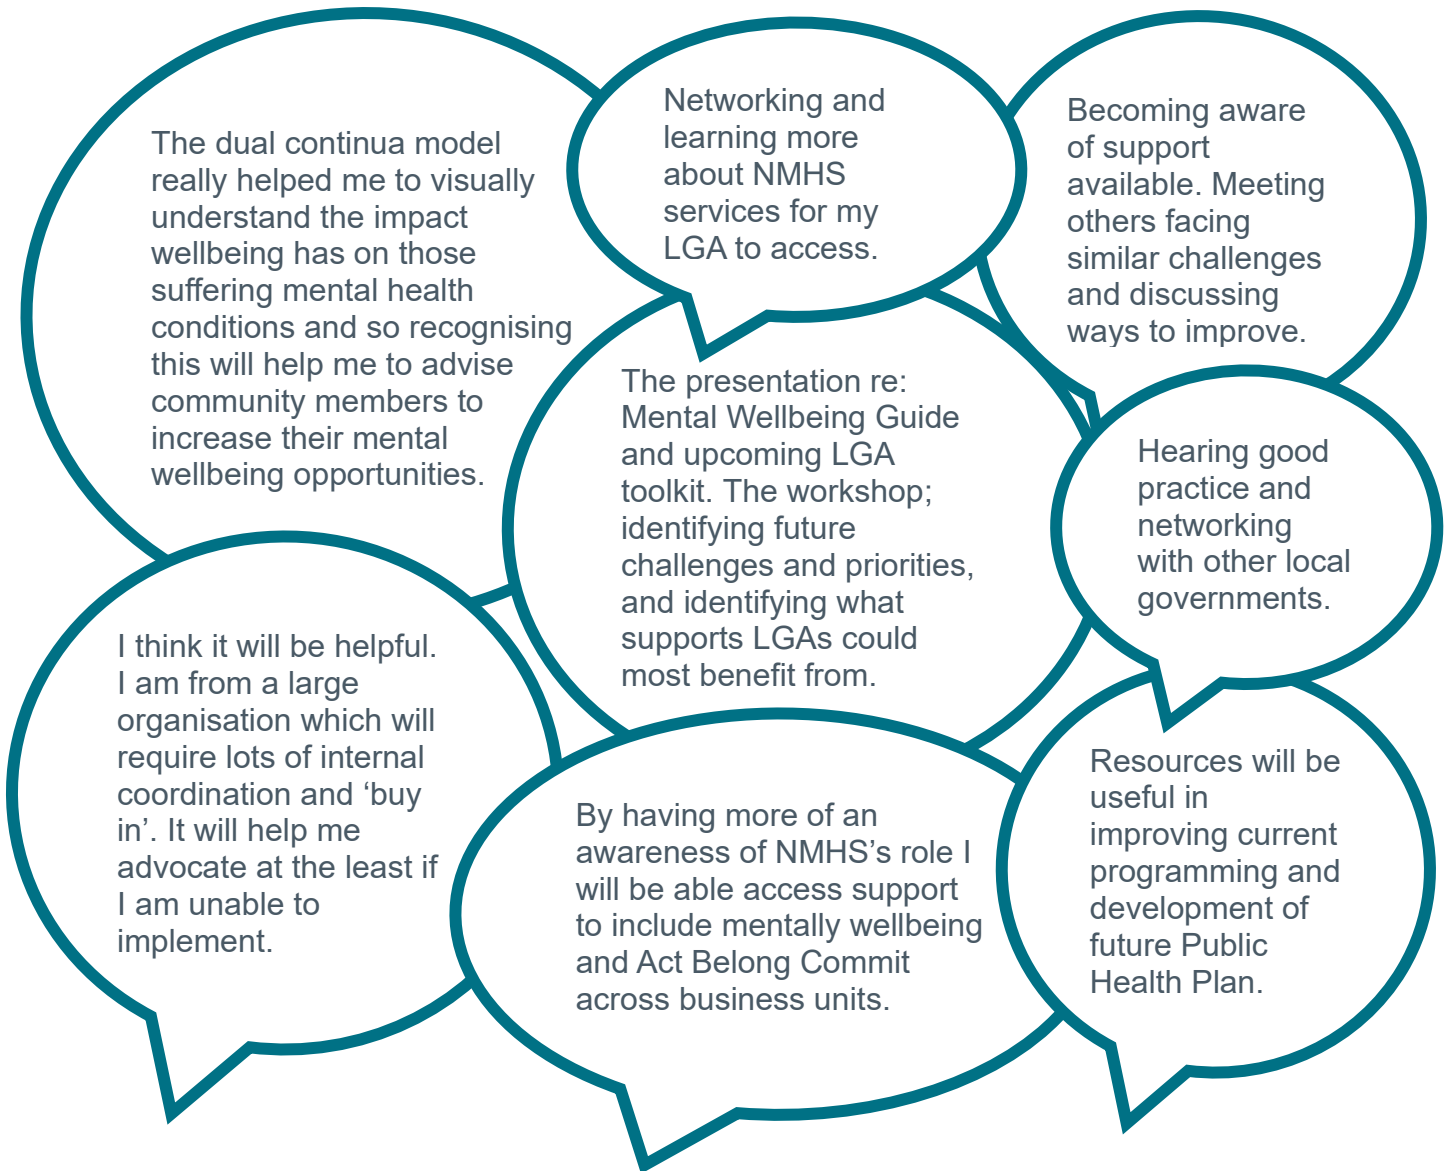 The dual continua model
really helped me to visually
understand the impact
wellbeing has on those
suffering mental health
conditions and so recognising
this will help me to advise
community members to
increase their mental
wellbeing opportunities.
Networking and
learning more
about NMHS
services for my
LGA to access.
Becoming aware
of support
available. Meeting
others facing
similar challenges
and discussing
ways to improve.
The presentation re:
Mental Wellbeing Guide
and upcoming LGA
toolkit. The workshop;
identifying future
challenges and priorities,
and identifying what
supports LGAs could
most benefit from.
Hearing good
practice and
networking
with other local
governments.
I think it will be helpful.
I am from a large
organisation which will
require lots of internal
coordination and ‘buy
in’. It will help me
advocate at the least if
I am unable to
implement.
By having more of an
awareness of NMHS’s role I
will be able access support
to include mentally wellbeing
and Act Belong Commit
across business units.
Resources will be
useful in
improving current
programming and
development of
future Public
Health Plan.